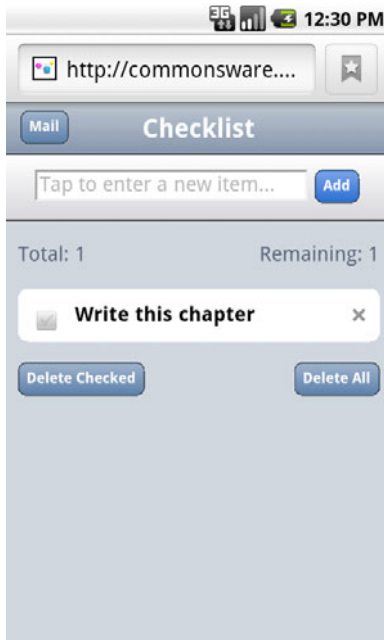 3G 12:30 PM
http://commonsware....
Mail Checklist
Tap to enter a new item... Add
Total: 1 Remaining: 1
Write this chapter ×
Delete Checked Delete All